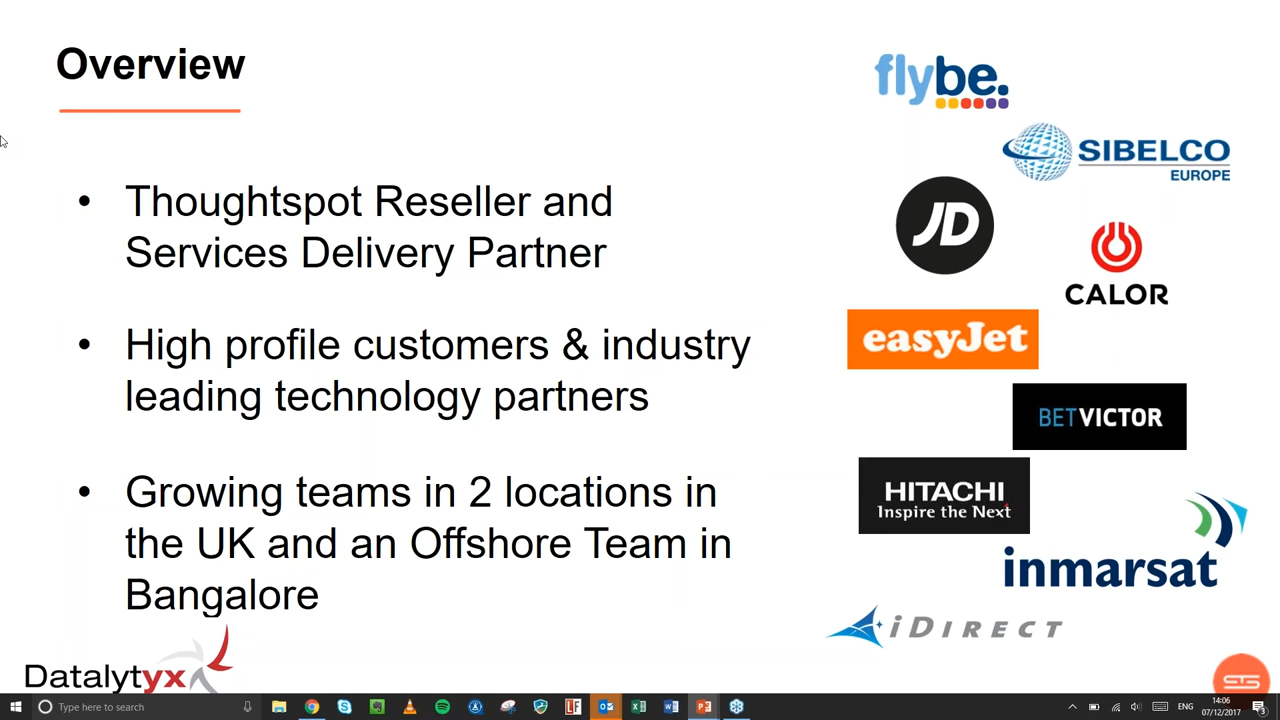 Overview
• Thoughtspot Reseller and
Services Delivery Partner
• High profile customers & industry
leading technology partners
• Growing teams in 2 locations in
the UK and an Offshore Team in
Bangalore
flybe.
SIBELCO
EUROPE
JD
CALOR
easyJet
BETVICTOR
HITACHI
Inspire the Next
inmarsat
iDIRECT
Datalytyx
Type here to search
ENG
14:06
07/12/2017